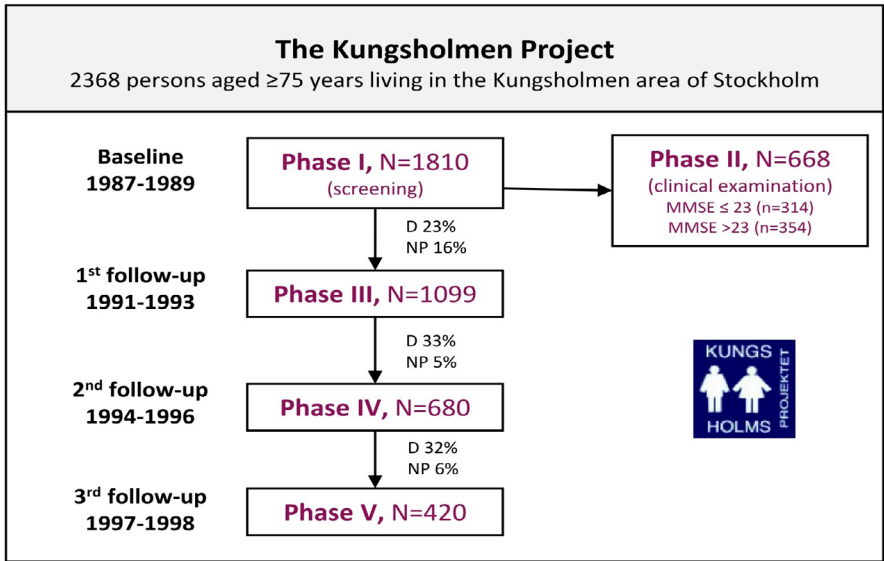 The Kungsholmen Project
2368 persons aged ≥75 years living in the Kungsholmen area of Stockholm
Baseline
1987-1989
Phase I, N=1810
(screening)
Phase II, N=668
(clinical examination)
MMSE ≤ 23 (n=314)
MMSE >23 (n=354)
D 23%
NP 16%
1st follow-up
1991-1993
Phase III, N=1099
D 33%
NP 5%
2nd follow-up
1994-1996
Phase IV, N=680
D 32%
NP 6%
3rd follow-up
1997-1998
Phase V, N=420
KUNGS
HOLMS
PROJEKTET